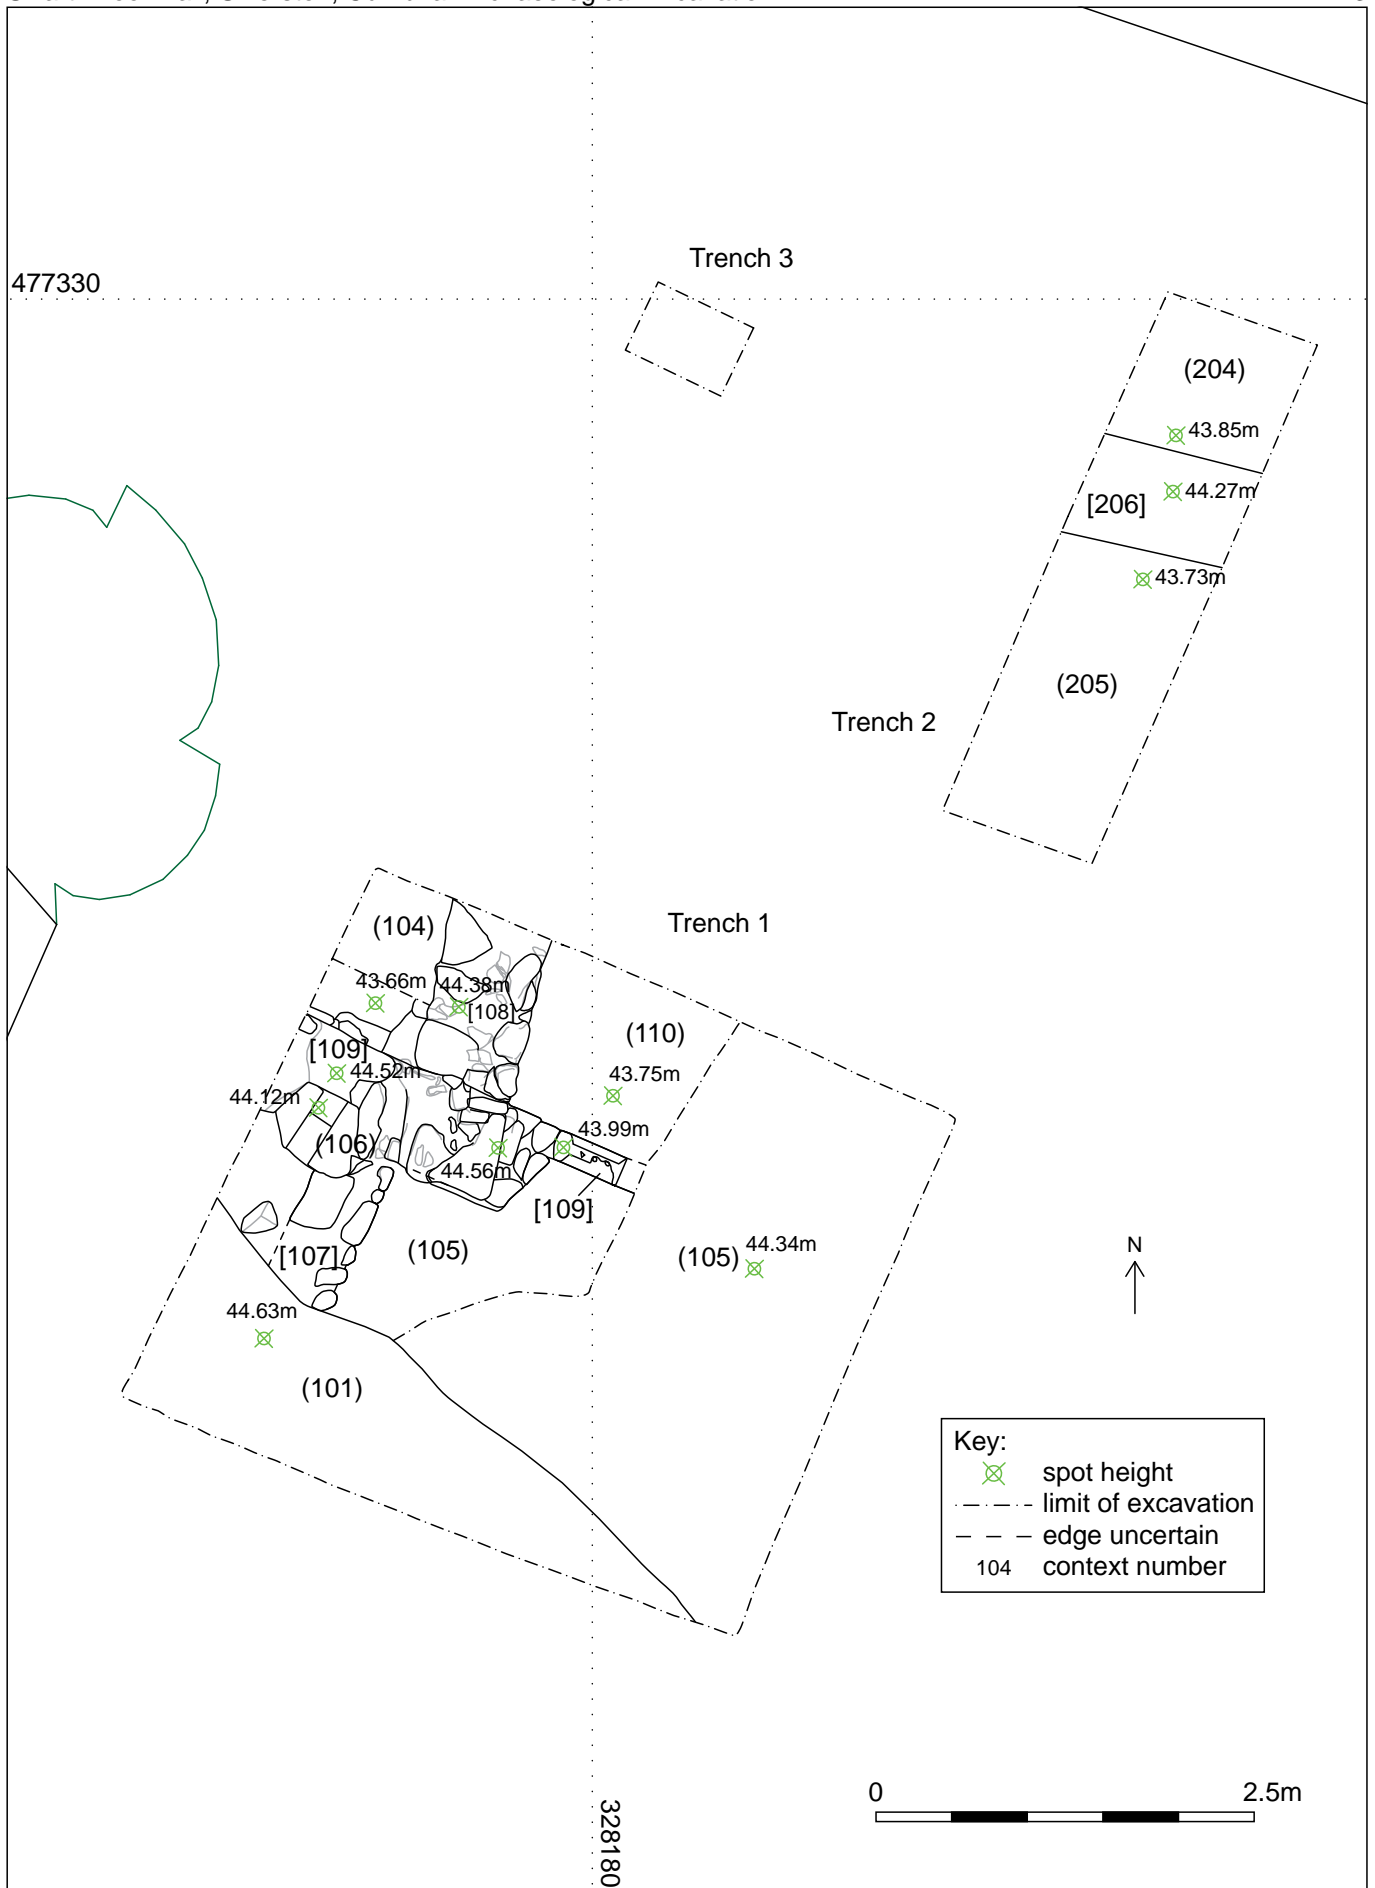 Trench 3
477330
(204)
43.85m
[206]
44.27m
43.73m
(205)
Trench 2
Trench 1
(104)
43.66m
44.38m
[108]
(110)
[109]
44.52m
43.75m
44.12m
43.99m
(106)
44.56m
[109]
[107]
(105)
(105)
44.34m
N
44.63m
(101)
Key:
spot height
limit of excavation
edge uncertain
104 context number
0 2.5m
328180